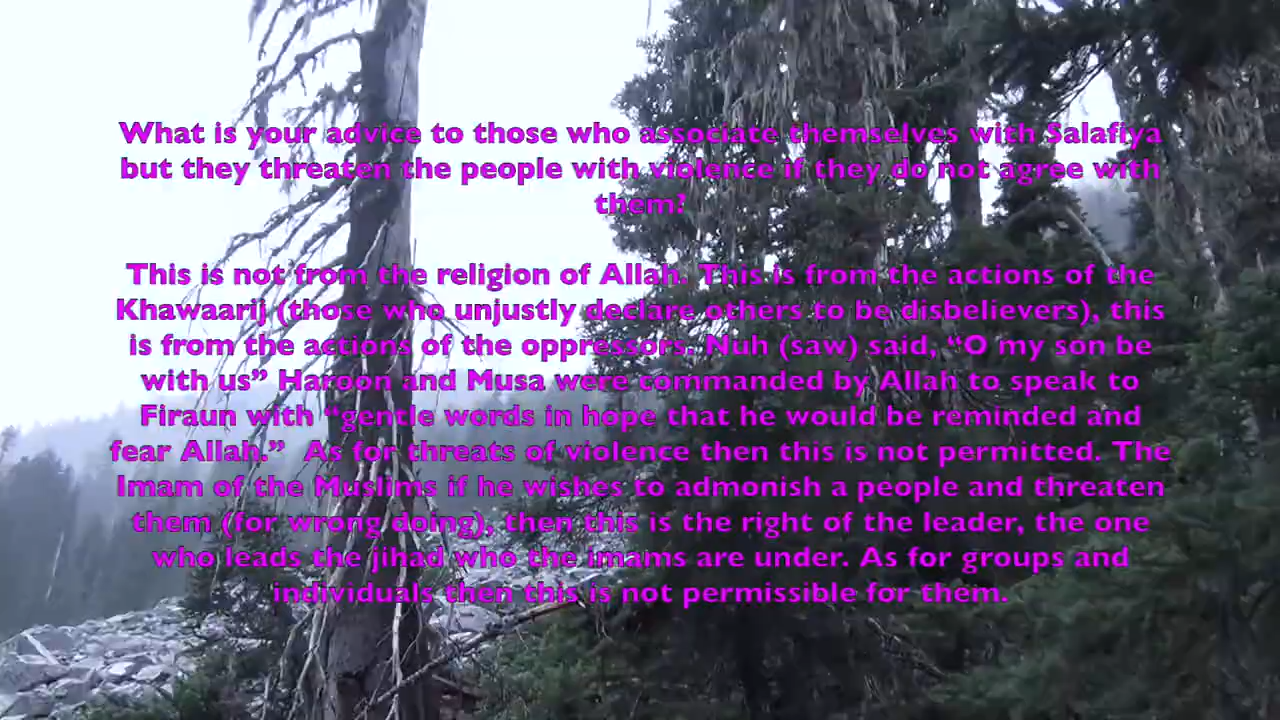 What is your advice to those who associate themselves with Salafiya
but they threaten the people with violence if they do not agree with
them?
This is not from the religion of Allah. This is from the actions of the
Khawaarij (those who unjustly declare others to be disbelievers), this
is from the actions of the oppressors. Nuh (saw) said, “O my son be
with us” Haroon and Musa were commanded by Allah to speak to
Firaun with “gentle words in hope that he would be reminded and
fear Allah.” As for threats of violence then this is not permitted. The
Imam of the Muslims if he wishes to admonish a people and threaten
them (for wrong doing), then this is the right of the leader, the one
who leads the jihad who the imams are under. As for groups and
individuals then this is not permissible for them.